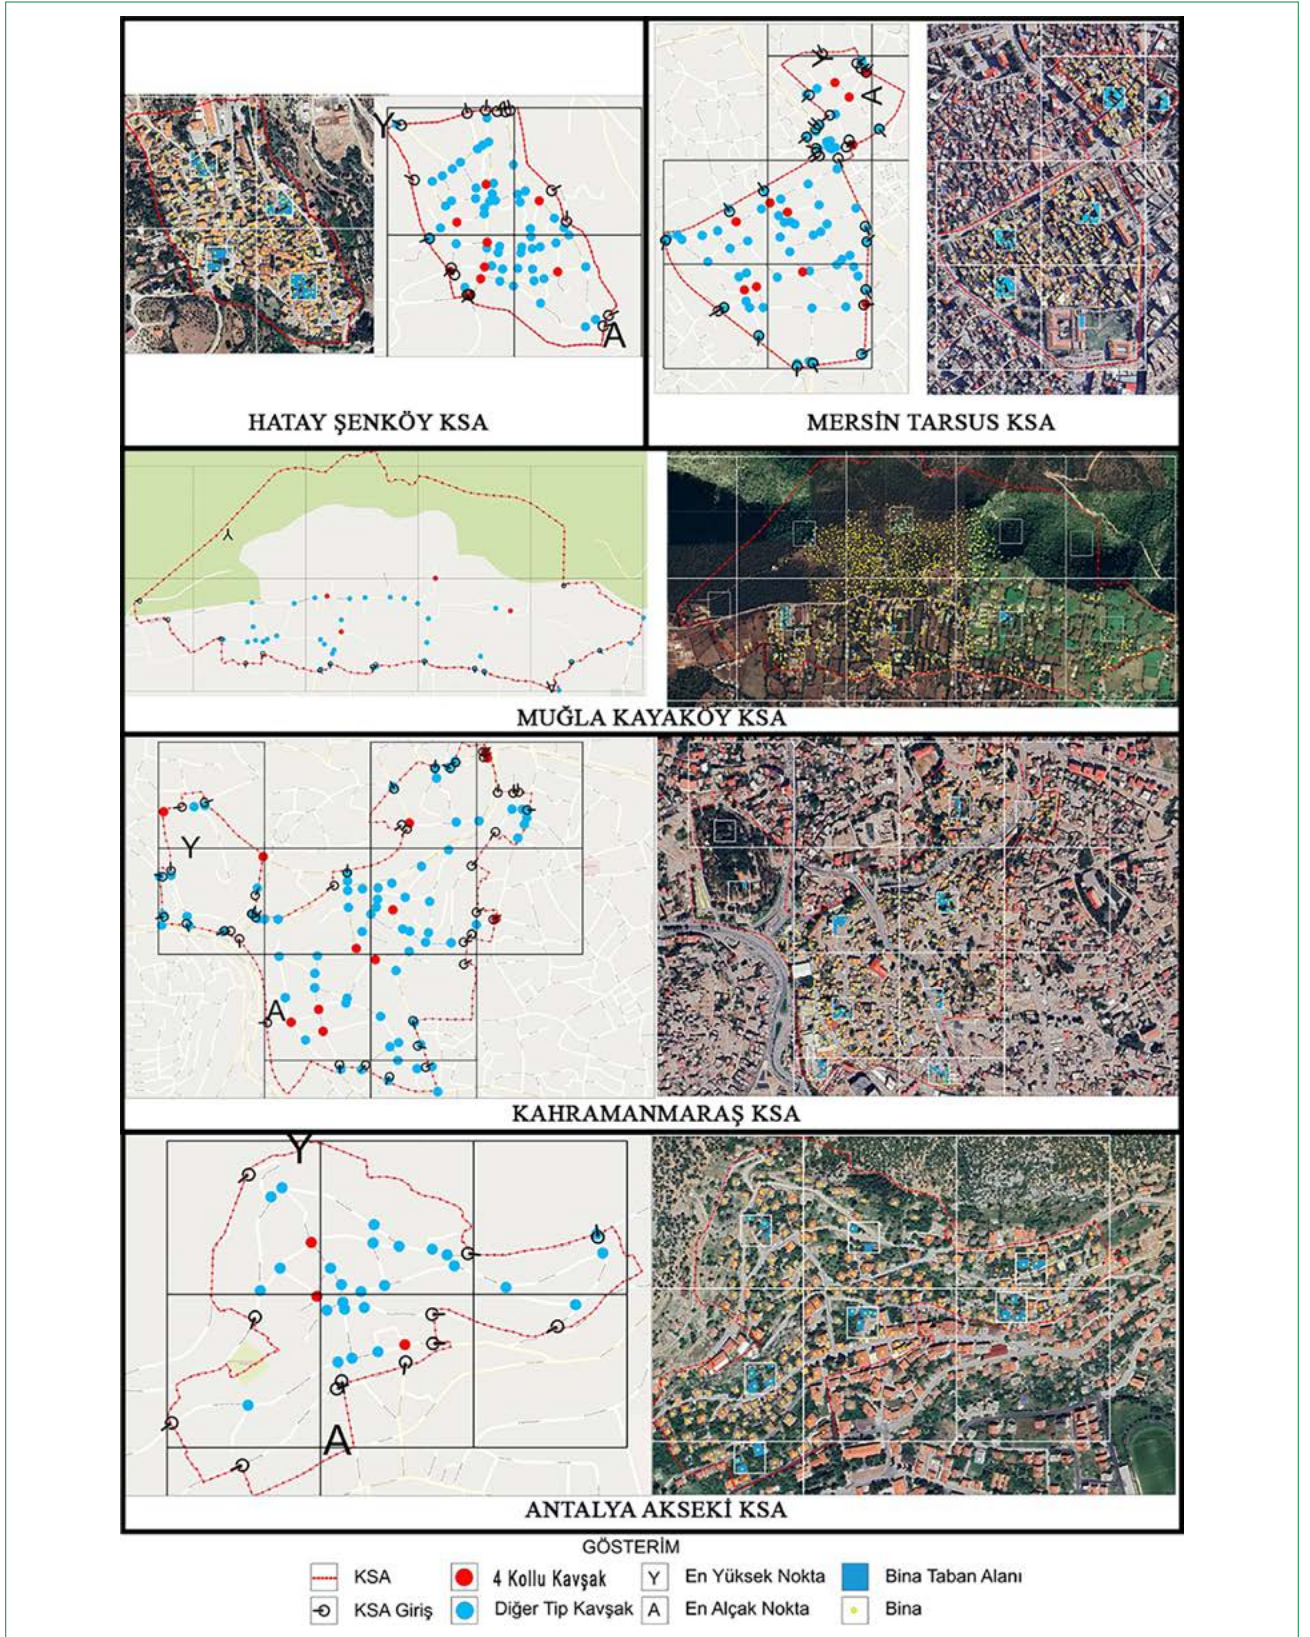 Y
A
HATAY ŞENKÖY KSA
Y
A
MERSİN TARSUS KSA
Y
A
MUĞLA KAYAKÖY KSA
Y
A
KAHRAMANMARAŞ KSA
Y
A
ANTALYA AKSEKİ KSA
GÖSTERİM
KSA
4 Kollu Kavşak
Y En Yüksek Nokta
Bina Taban Alanı
KSA Giriş
Diğer Tip Kavşak
A En Alçak Nokta
Bina